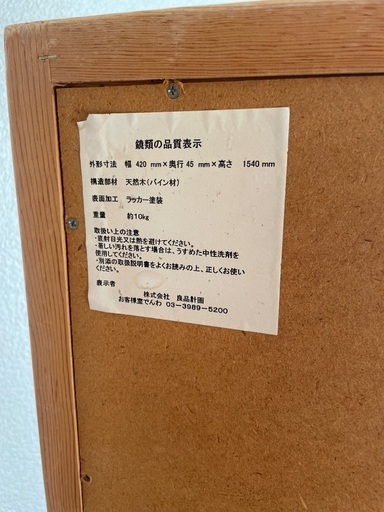 鏡類の品質表示
外形寸法 幅 420 mm×奥行 45 mm×高さ 1540 mm
構造部材 天然木(パイン材)
表面加工 ラッカー塗装
重量 約10kg
取扱い上の注意
・直射日光又は熱を避けてください。
・著しい汚れを落とす場合は、うすめた中性洗剤を
使用してください。
・別添の取扱説明書をよくお読みの上、正しくお使い
ください。
表示者
株式会社 良品計画
お客様室でんわ 03-3989-5200